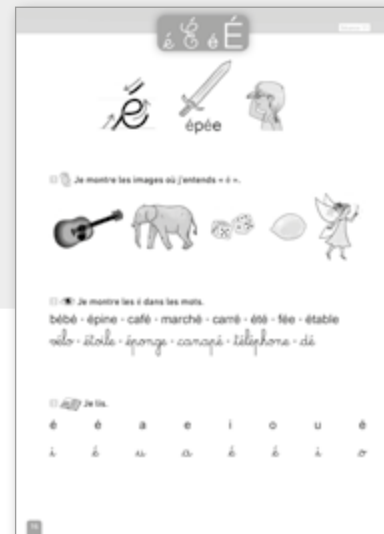 é É é É
é
épée
Je montre les images où j'entends « é ».
Je montre les é dans les mots.
bébé - épine - café - marché - carré - été - fée - étable
vélo - étoile - éponge - canapé - téléphone - dé
Je lis.
é é a e i o u é
i é u a é é i o